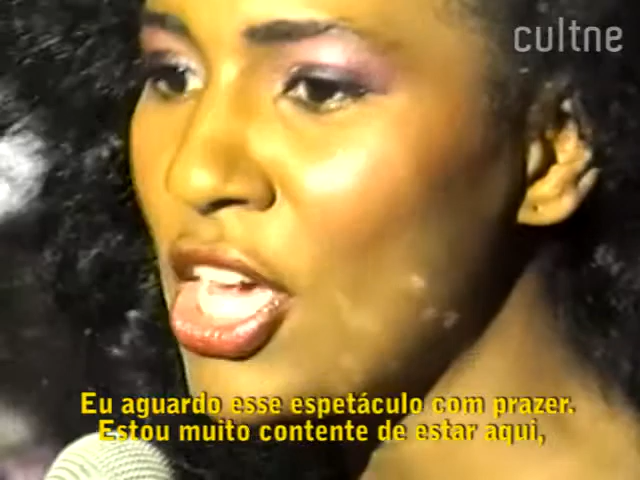 cultne
Eu aguardo esse espetáculo com prazer.
Estou muito contente de estar aqui,